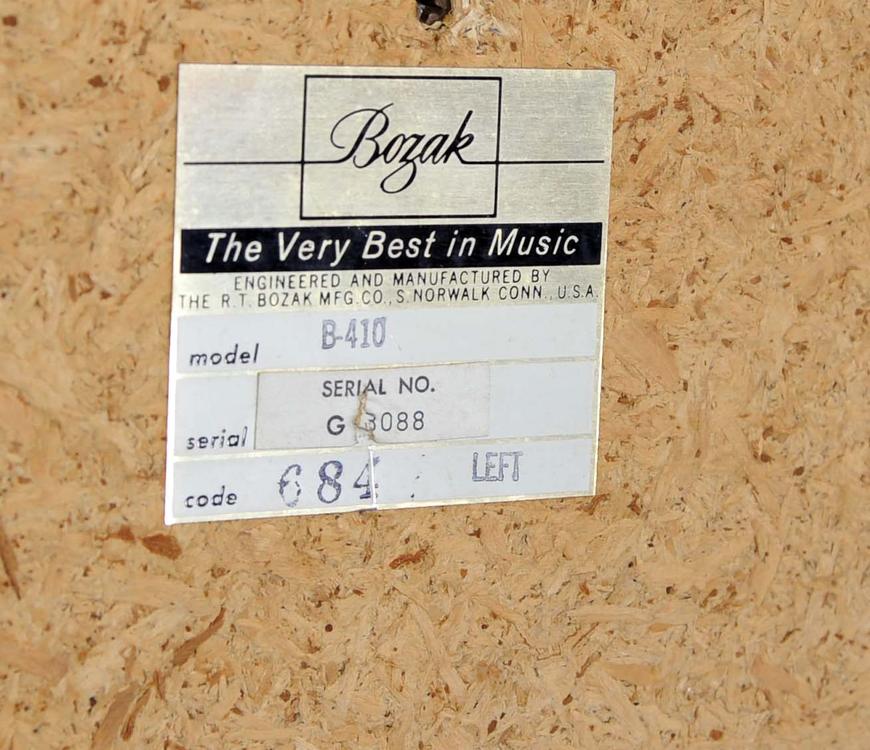 Bozak
The Very Best in Music
ENGINEERED AND MANUFACTURED BY
THE R.T. BOZAK MFG.CO., S. NORWALK CONN., U.S.A.
model B-410
SERIAL NO.
serial G 3088
code 684 LEFT